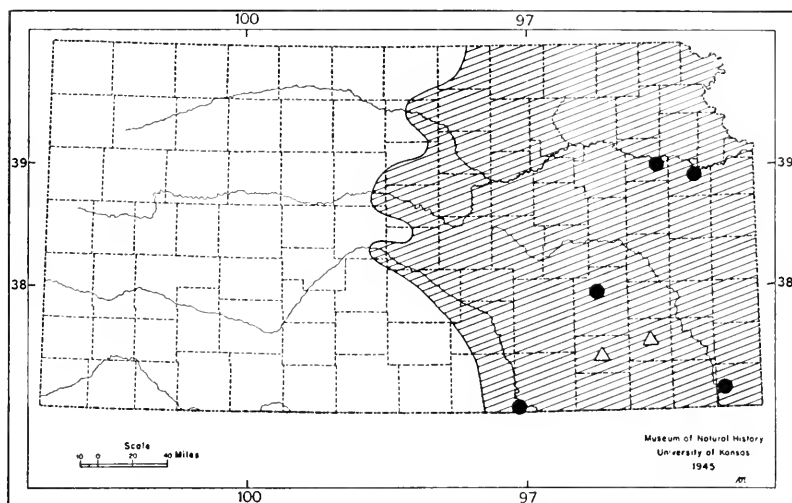 100 97
39 39
38 38
Scale
10 0 20 40 Miles
Museum of Natural History
University of Kansas
1945
100 97